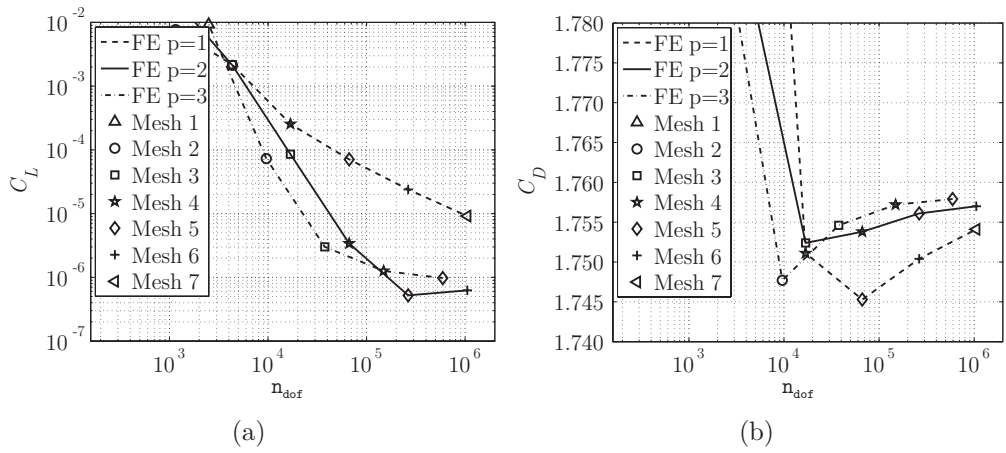 10^-2
10^-3
10^-4
10^-5
10^-6
10^-7
C_L
FE p=1
FE p=2
FE p=3
Mesh 1
Mesh 2
Mesh 3
Mesh 4
Mesh 5
Mesh 6
Mesh 7
10^3 10^4 10^5 10^6
n_dof
(a)
1.780
1.775
1.770
1.765
1.760
1.755
1.750
1.745
1.740
C_D
FE p=1
FE p=2
FE p=3
Mesh 1
Mesh 2
Mesh 3
Mesh 4
Mesh 5
Mesh 6
Mesh 7
10^3 10^4 10^5 10^6
n_dof
(b)